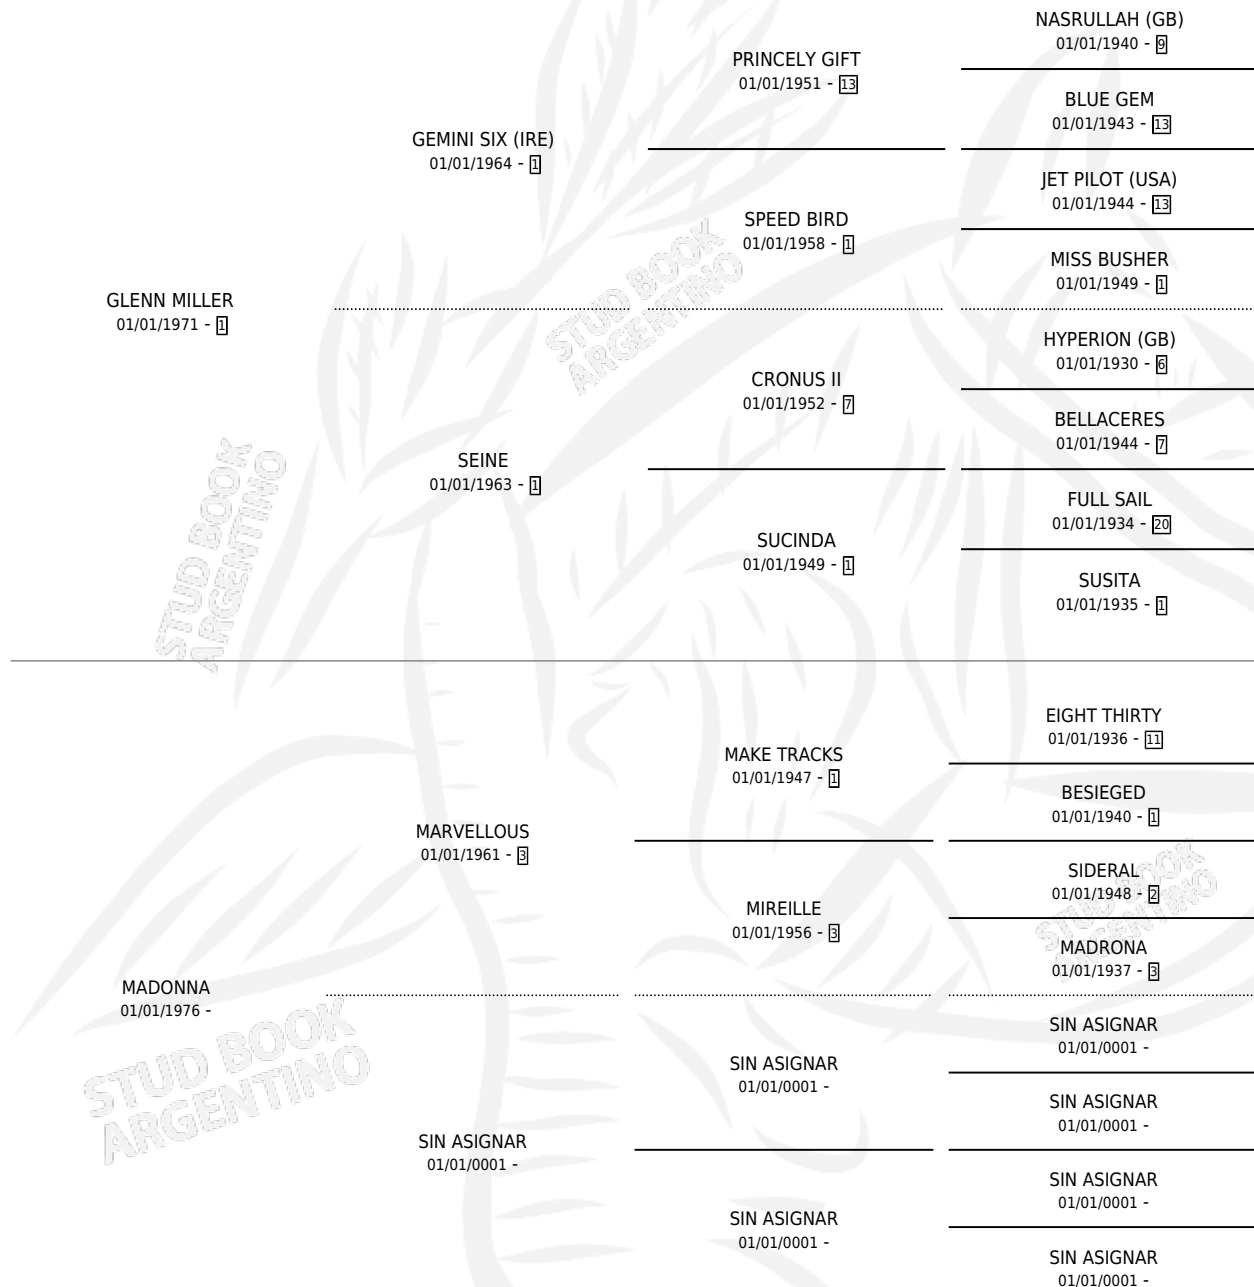 NASRULLAH (GB)
01/01/1940 - 9
PRINCELY GIFT
01/01/1951 - 13
BLUE GEM
01/01/1943 - 13
GEMINI SIX (IRE)
01/01/1964 - 1
JET PILOT (USA)
01/01/1944 - 13
SPEED BIRD
01/01/1958 - 1
MISS BUSHER
01/01/1949 - 1
GLENN MILLER
01/01/1971 - 1
HYPERION (GB)
01/01/1930 - 6
CRONUS II
01/01/1952 - 7
BELLACERES
01/01/1944 - 7
SEINE
01/01/1963 - 1
FULL SAIL
01/01/1934 - 20
SUCINDA
01/01/1949 - 1
SUSITA
01/01/1935 - 1
EIGHT THIRTY
01/01/1936 - 11
MAKE TRACKS
01/01/1947 - 1
BESIEGED
01/01/1940 - 1
MARVELLOUS
01/01/1961 - 3
SIDERAL
01/01/1948 - 2
MIREILLE
01/01/1956 - 3
MADRONA
01/01/1937 - 3
MADONNA
01/01/1976 -
SIN ASIGNAR
01/01/0001 -
SIN ASIGNAR
01/01/0001 -
SIN ASIGNAR
01/01/0001 -
SIN ASIGNAR
01/01/0001 -
SIN ASIGNAR
01/01/0001 -
SIN ASIGNAR
01/01/0001 -
SIN ASIGNAR
01/01/0001 -
STUD BOOK
ARGENTINO
STUD BOOK
ARGENTINO
STUD BOOK
ARGENTINO
STUD BOOK
ARGENTINO